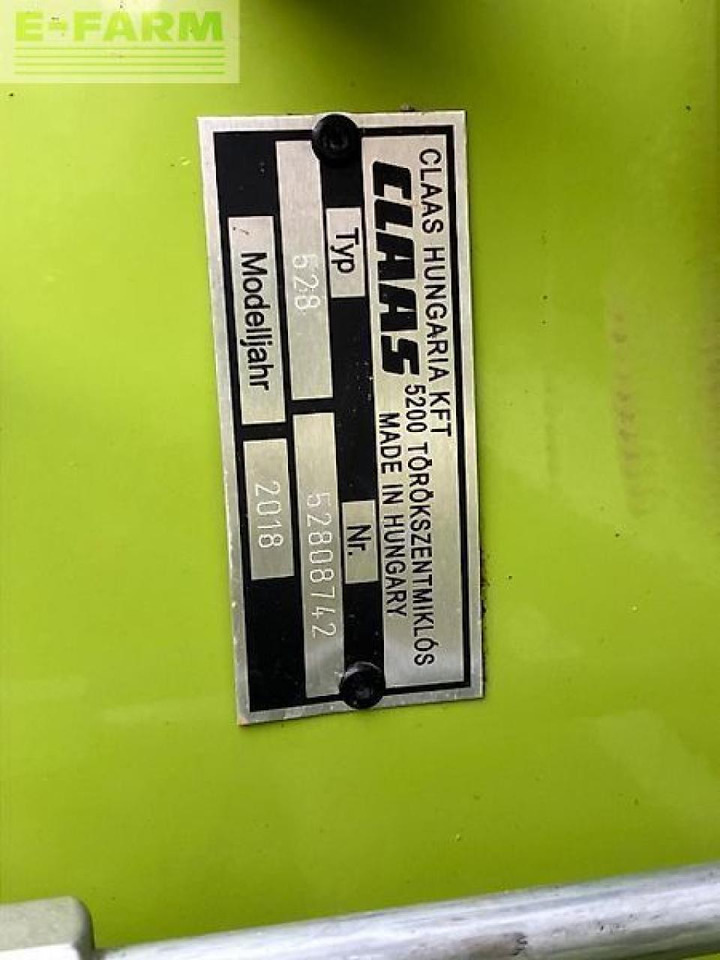 E-FARM
CLAAS HUNGARIA KFT
CLAAS 5200 TÖRÖKSZENTMIKLÓS
MADE IN HUNGARY
Typ Nr.
528 52808742
Modelljahr 2018